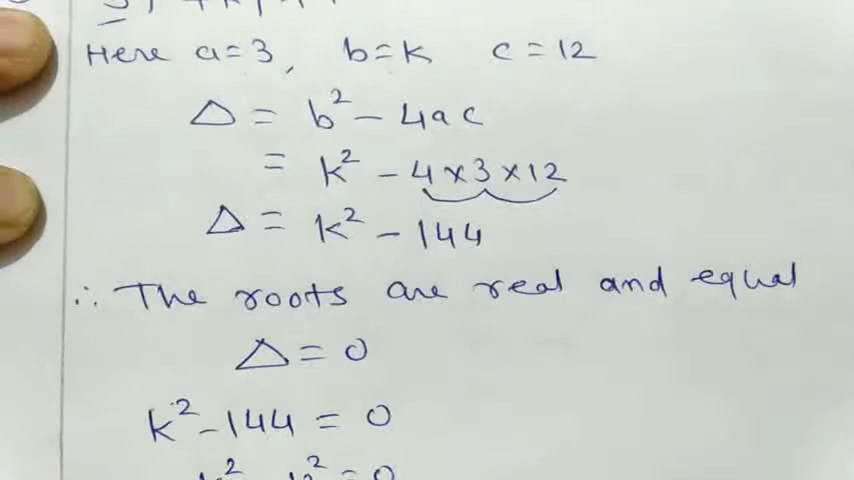 Here a=3, b=k c=12
Δ = b² - 4ac
= k² - 4×3×12
Δ = k² - 144
∴ The roots are real and equal
Δ = 0
k² - 144 = 0